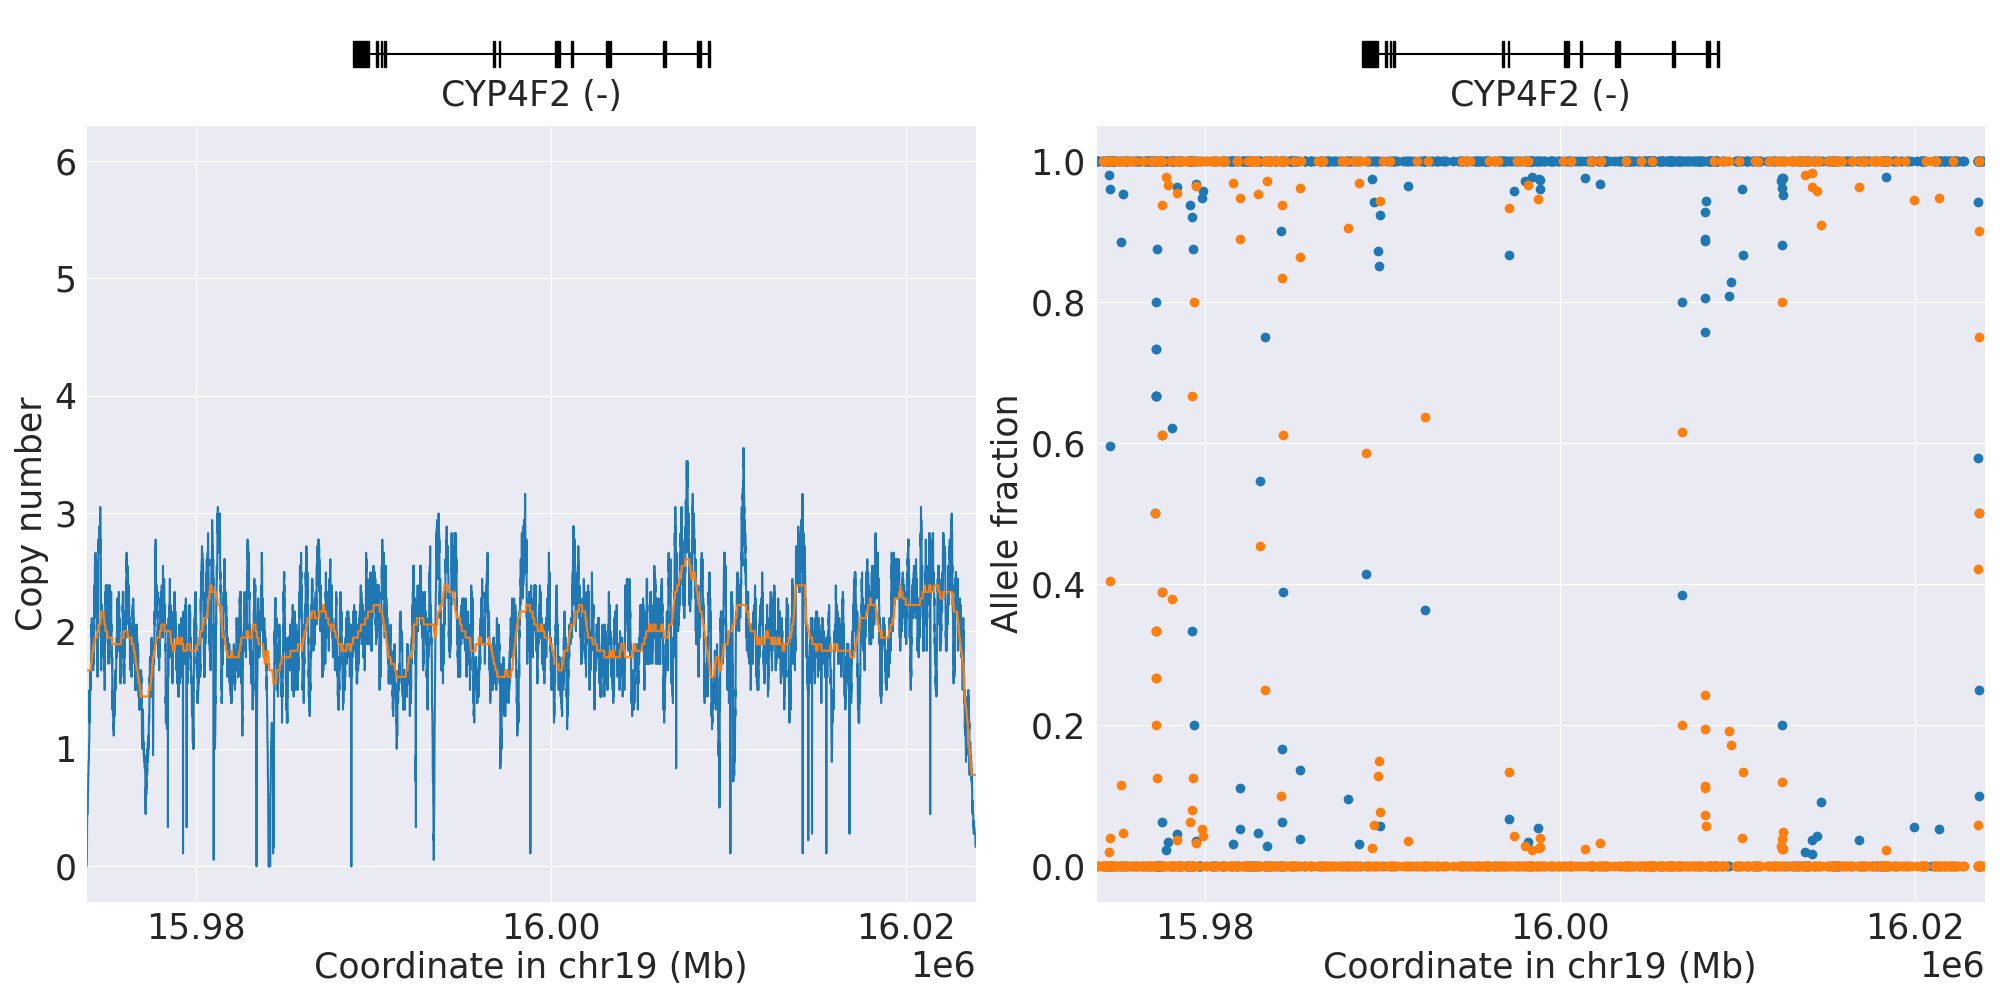 CYP4F2 (-)
6
5
4
3
2
1
0
Copy number
15.98
16.00
16.02
Coordinate in chr19 (Mb)
1e6
CYP4F2 (-)
1.0
0.8
0.6
0.4
0.2
0.0
Allele fraction
15.98
16.00
16.02
Coordinate in chr19 (Mb)
1e6